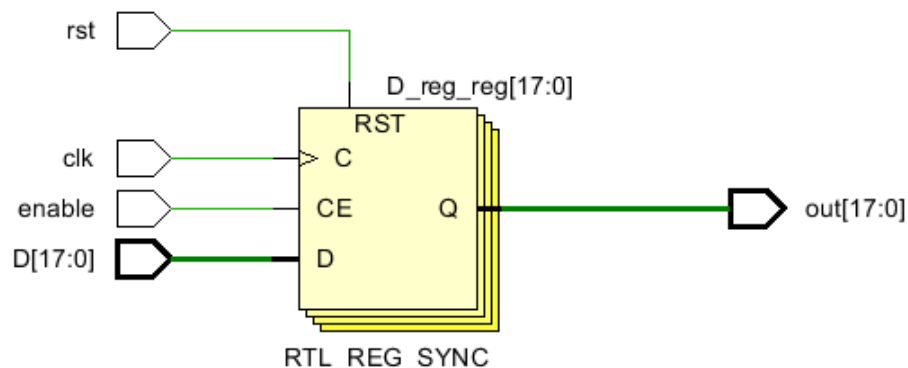 rst
D_reg_reg[17:0]
RST
clk
C
enable
CE
Q
out[17:0]
D[17:0]
D
RTL_REG_SYNC